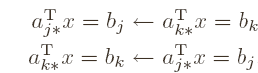 a_{j*}^T x = b_j ← a_{k*}^T x = b_k
a_{k*}^T x = b_k ← a_{j*}^T x = b_j